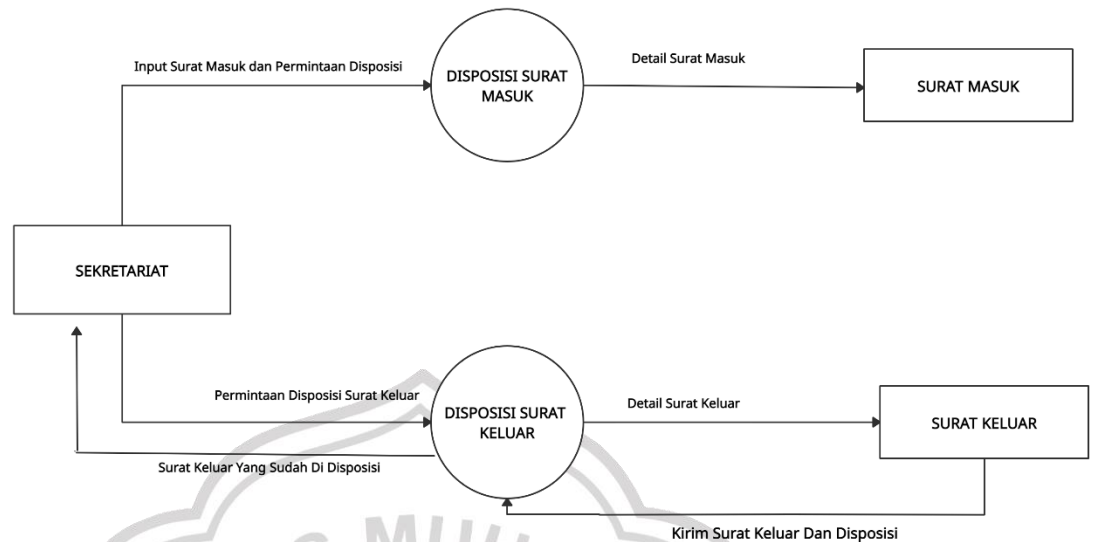 Input Surat Masuk dan Permintaan Disposisi
DISPOSISI SURAT
MASUK
Detail Surat Masuk
SURAT MASUK
SEKRETARIAT
Permintaan Disposisi Surat Keluar
DISPOSISI SURAT
KELUAR
Detail Surat Keluar
SURAT KELUAR
Surat Keluar Yang Sudah Di Disposisi
Kirim Surat Keluar Dan Disposisi